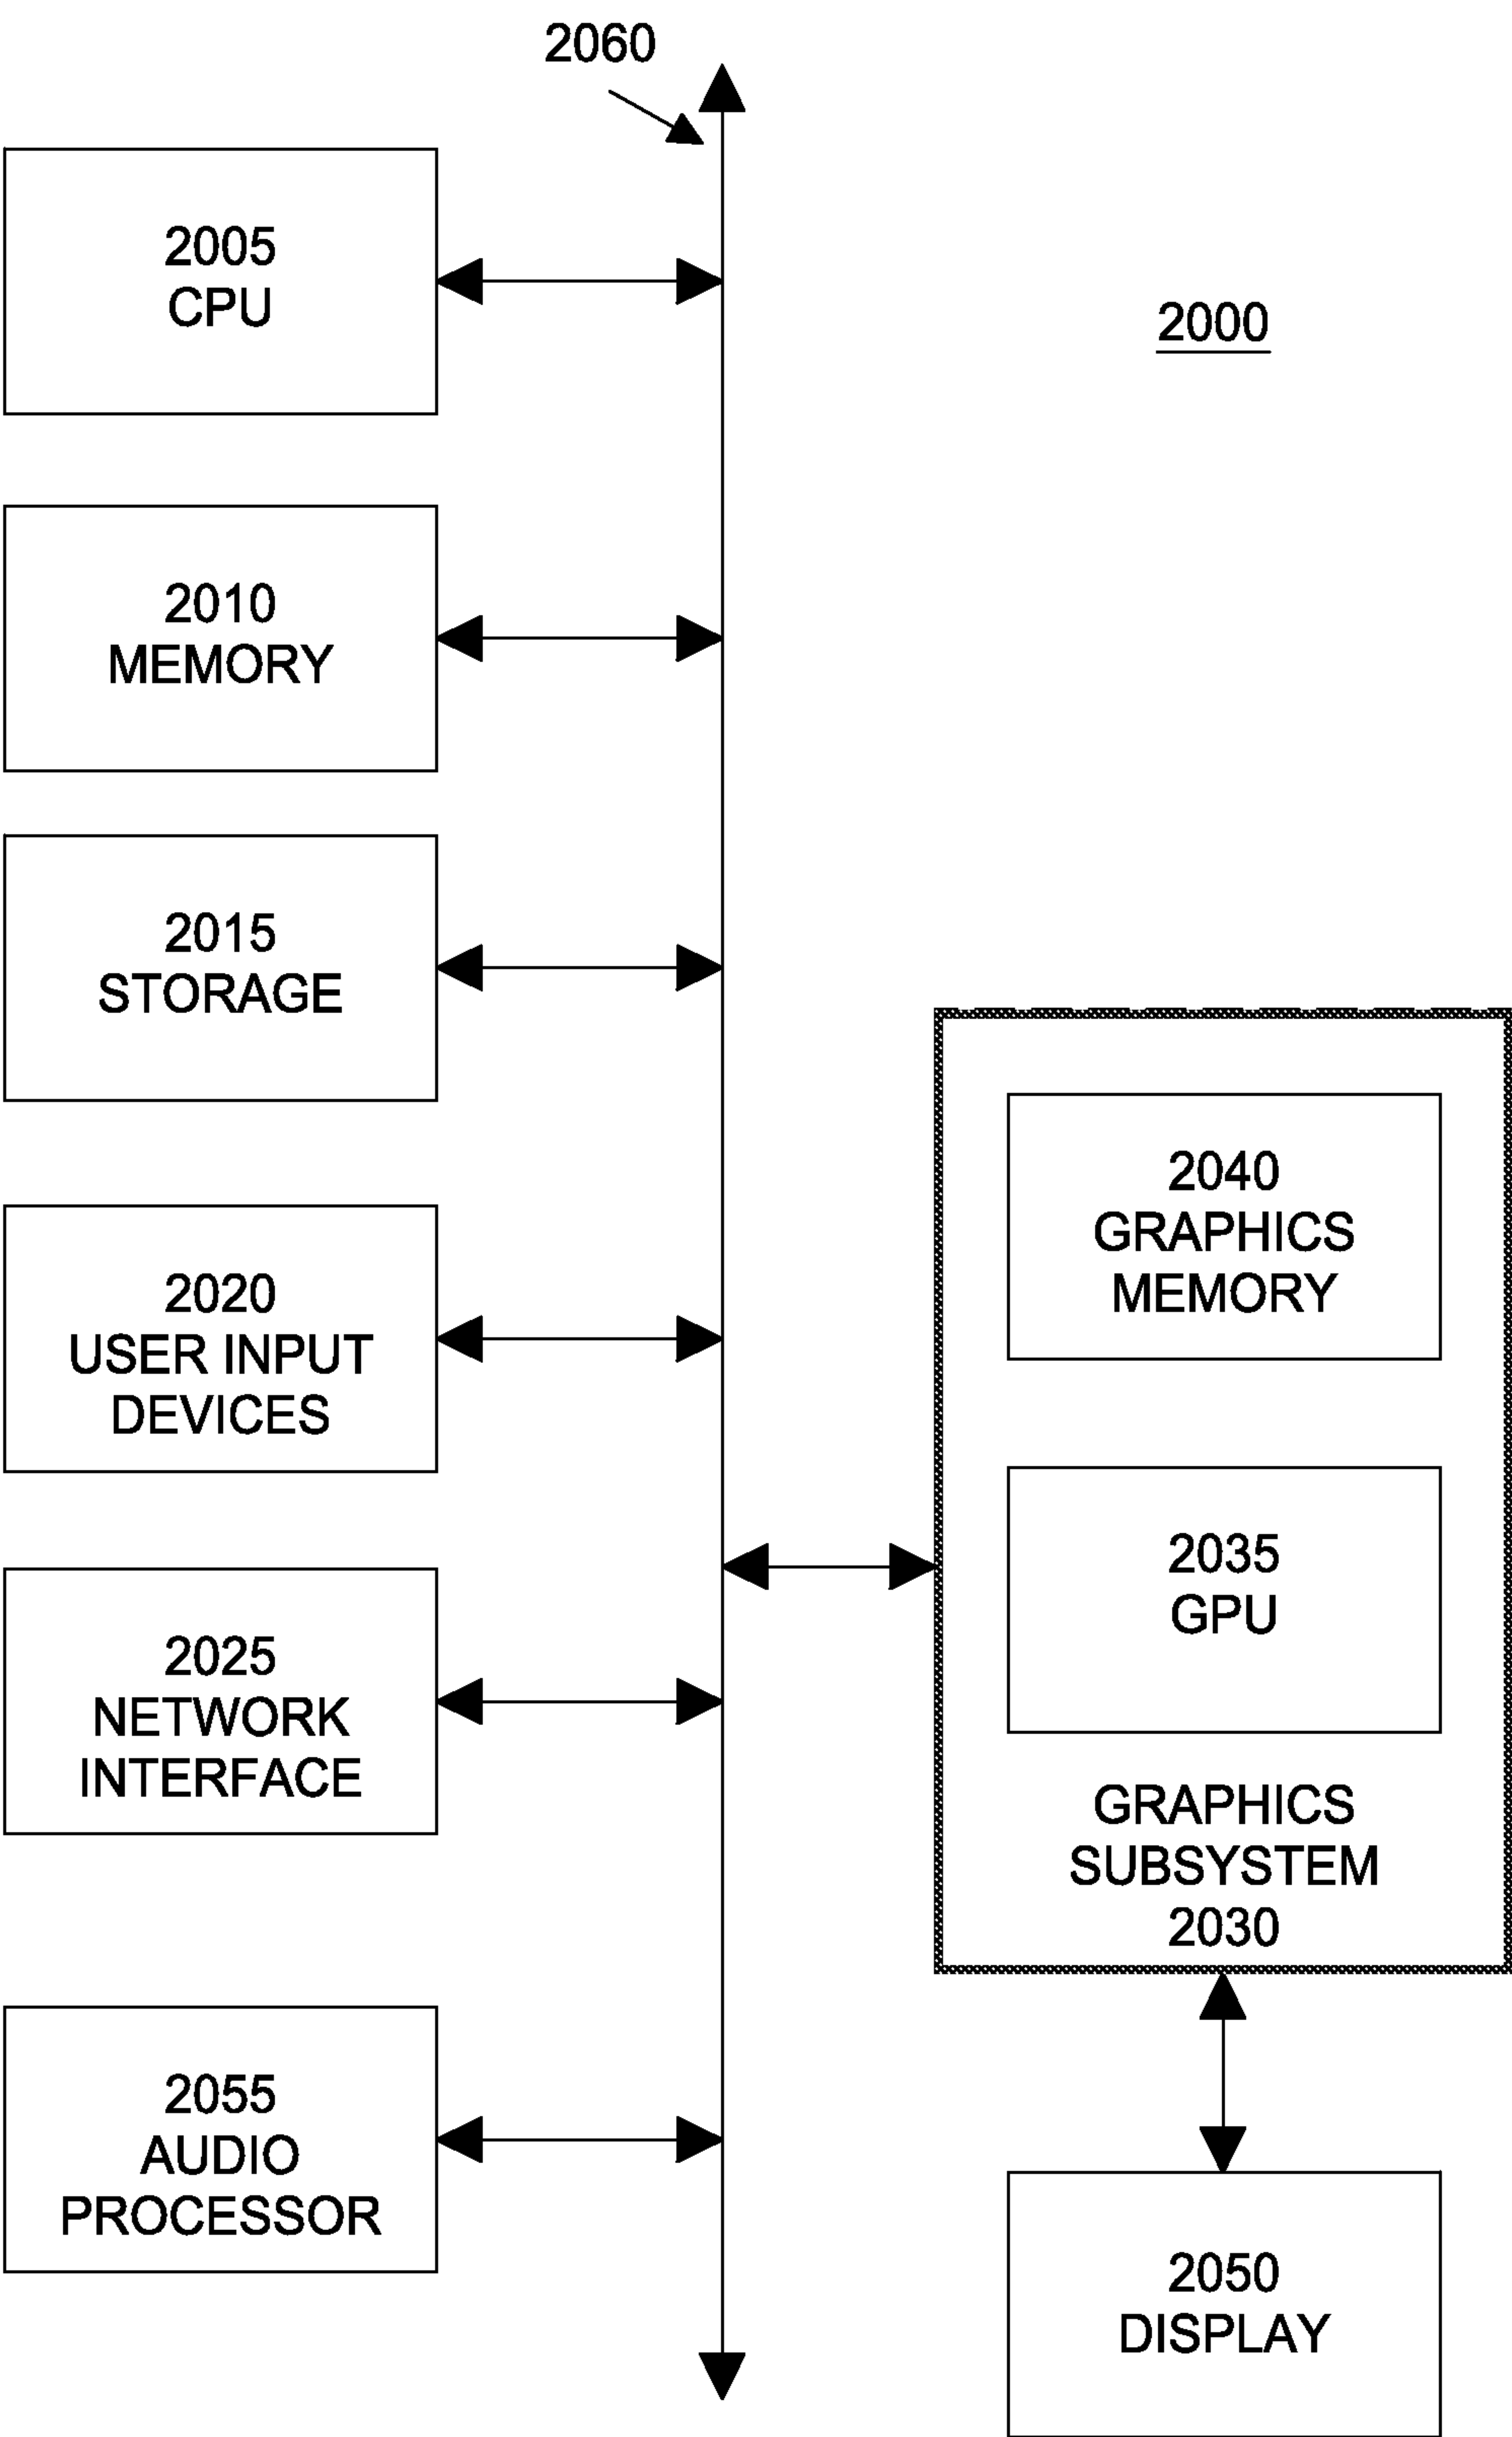 2060
2005
CPU
2000
2010
MEMORY
2015
STORAGE
2040
GRAPHICS
MEMORY
2020
USER INPUT
DEVICES
2035
GPU
2025
NETWORK
INTERFACE
GRAPHICS
SUBSYSTEM
2030
2055
AUDIO
PROCESSOR
2050
DISPLAY